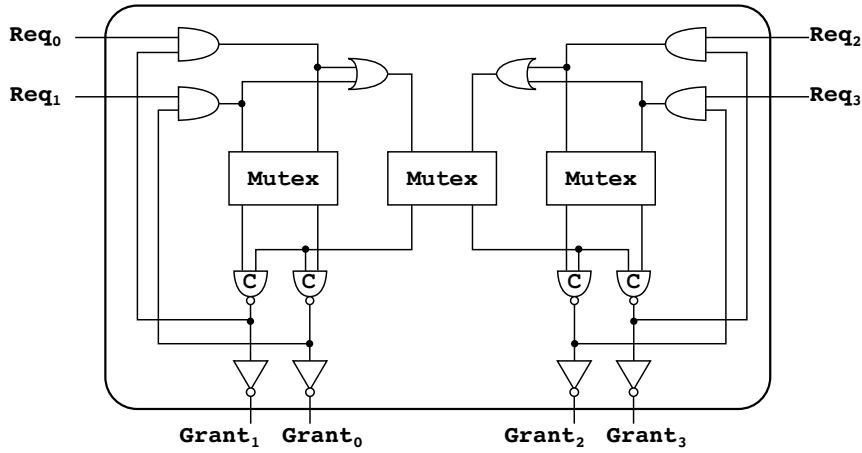 Req0 Req2
Req1 Req3
Mutex Mutex Mutex
C C C C
Grant1 Grant0 Grant2 Grant3